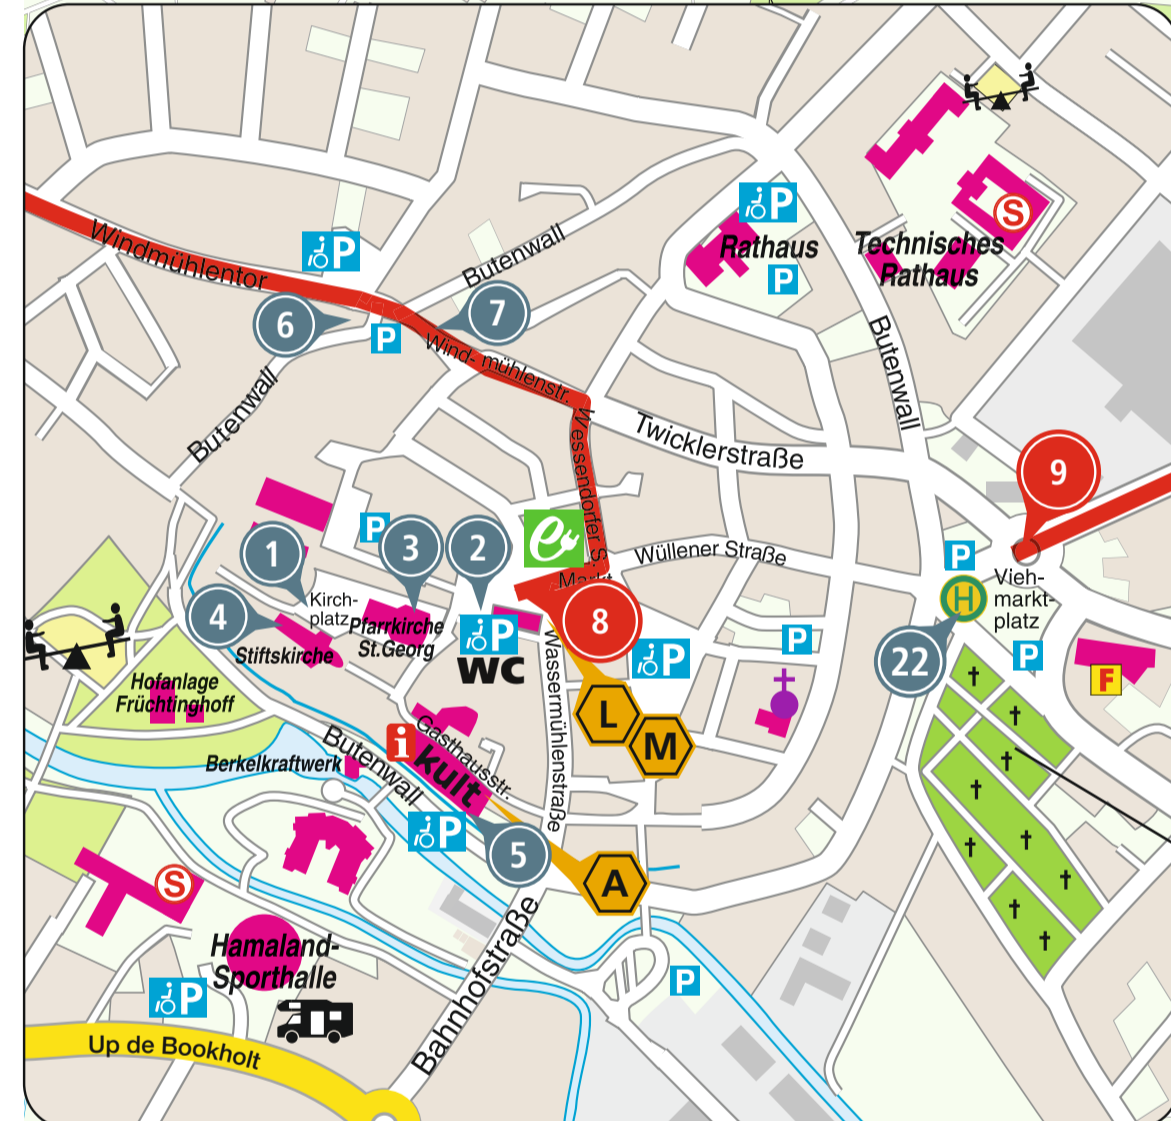 P
Rathaus
P
Technisches
Rathaus
S
Windmühlentor
P
Butenwall
6
7
P
Wind- mühlenstr.
Butenwall
Butenwall
Wessendorfer S.
Twicklerstraße
9
P
1
3
2
e
Wüllener Straße
Markt
P
H
Vieh-
markt-
platz
4
Kirch-
platz
Pfarrkirche
St.Georg
Stiftskirche
P
WC
8
P
P
22
P
F
Hofanlage
Früchtinghoff
Wassermühlenstraße
L
M
Berkelkraftwerk
Butenwall
i
kult
Gasthausstr.
P
5
A
S
Hamaland-
Sporthalle
P
Bahnhofstraße
P
Up de Bookholt